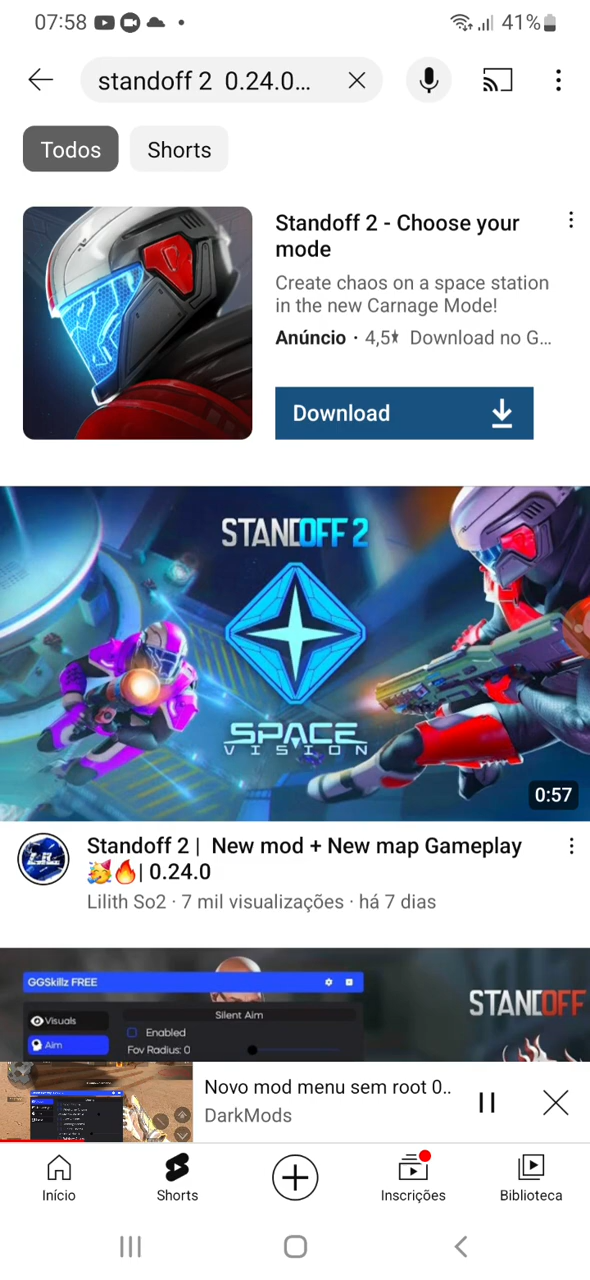 07:58
41%
standoff 2 0.24.0...
Todos
Shorts
Standoff 2 - Choose your
mode
Create chaos on a space station
in the new Carnage Mode!
Anúncio · 4,5★ Download no G...
Download
STANDOFF 2
SPACE
VISION
0:57
Standoff 2 | New mod + New map Gameplay
🥳🔥| 0.24.0
Lilith So2 · 7 mil visualizações · há 7 dias
GGSkillz FREE
STANDOFF
Silent Aim
Visuals
Enabled
Aim
Fov Radius: 0
Novo mod menu sem root 0..
DarkMods
Início
Shorts
Inscrições
Biblioteca